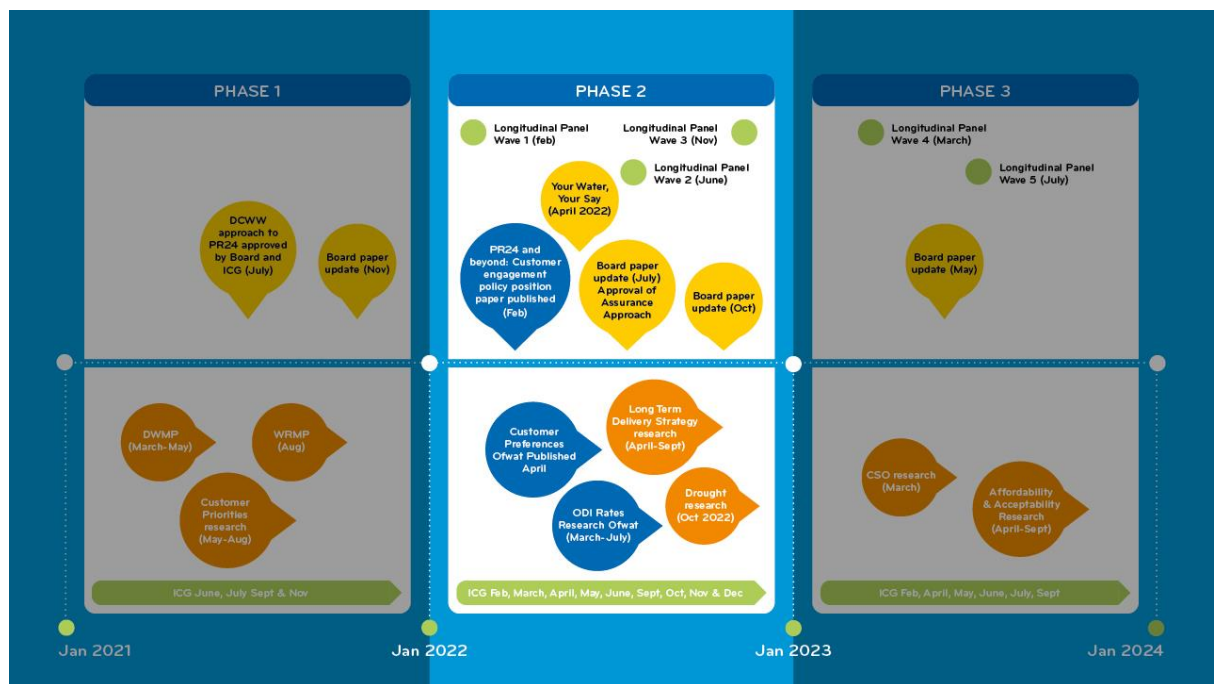 PHASE 1
DCWW
approach to
PR24 approved
by Board and
ICG (July)
Board paper
update (Nov)
DWMP
(March-May)
WRMP
(Aug)
Customer
Priorities
research
(May-Aug)
ICG June, July Sept & Nov
PHASE 2
Longitudinal Panel
Wave 1 (feb)
Longitudinal Panel
Wave 3 (Nov)
Longitudinal Panel
Wave 2 (June)
Your Water,
Your Say
(April 2022)
PR24 and
beyond: Customer
engagement
policy position
paper published
(Feb)
Board paper
update (July)
Approval of
Assurance
Approach
Board paper
update (Oct)
Customer
Preferences
Ofwat Published
April
Long Term
Delivery Strategy
research
(April-Sept)
ODI Rates
Research Ofwat
(March-July)
Drought
research
(Oct 2022)
ICG Feb, March, April, May, June, Sept, Oct, Nov & Dec
PHASE 3
Longitudinal Panel
Wave 4 (March)
Longitudinal Panel
Wave 5 (July)
Board paper
update (May)
CSO research
(March)
Affordability
& Acceptability
Research
(April-Sept)
ICG Feb, April, May, June, July, Sept
Jan 2021
Jan 2022
Jan 2023
Jan 2024